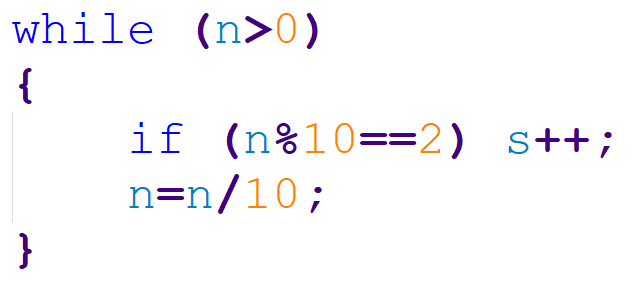 while (n>0)
{
if (n%10==2) s++;
n=n/10;
}